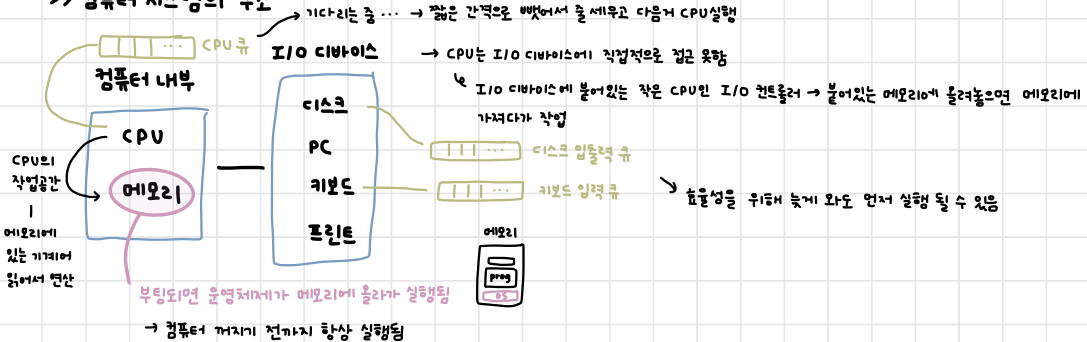 >> 컴퓨터 시스템의 구조
기다리는 중 ... → 짧은 간격으로 뺏어서 줄 세우고 다음거 CPU 실행
CPU 큐
I/O 디바이스
→ CPU는 I/O 디바이스에 직접적으로 접근 못함
컴퓨터 내부
I/O 디바이스에 붙어있는 작은 CPU인 I/O 컨트롤러 → 붙어있는 메모리에 올려놓으면 메모리에
가져다가 작업
디스크
CPU
PC
디스크 입출력 큐
CPU의
작업공간
메모리
키보드
키보드 입력 큐
효율성을 위해 늦게 와도 먼저 실행 될 수 있음
메모리에
있는 기계어
읽어서 연산
프린트
메모리
prog
OS
부팅되면 운영체제가 메모리에 올라가 실행됨
→ 컴퓨터 꺼지기 전까지 항상 실행됨